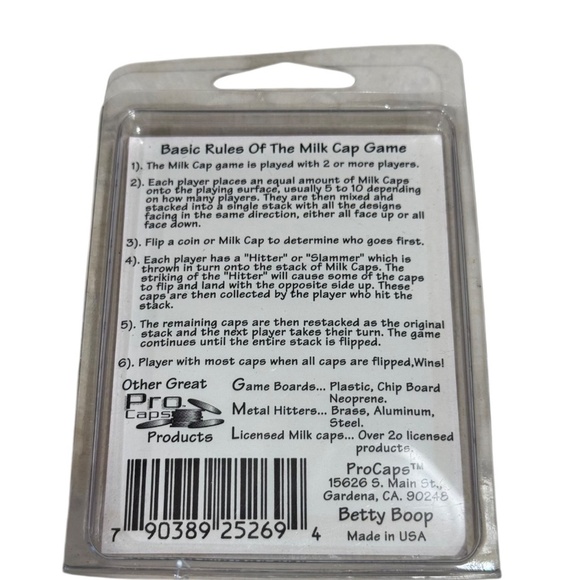 Basic Rules Of The Milk Cap Game
1). The Milk Cap game is played with 2 or more players.
2). Each player places an equal amount of Milk Caps
onto the playing surface, usually 5 to 10 depending
on how many players. They are then mixed and
stacked into a single stack with all the designs
facing in the same direction, either all face up or all
face down.
3). Flip a coin or Milk Cap to determine who goes first.
4). Each player has a "Hitter" or "Slammer" which is
thrown in turn onto the stack of Milk Caps. The
striking of the "Hitter" will cause some of the caps
to flip and land with the opposite side up. These
caps are then collected by the player who hit the
stack.
5). The remaining caps are then restacked as the original
stack and the next player takes their turn. The game
continues until the entire stack is flipped.
6). Player with most caps when all caps are flipped,Wins!
Other Great
Pro™
Caps
Products
Game Boards... Plastic, Chip Board
Neoprene.
Metal Hitters... Brass, Aluminum,
Steel.
Licensed Milk caps... Over 2o licensed
products.
ProCaps™
15626 S. Main St.,
Gardena, CA. 90248
Betty Boop
Made in USA
7 90389 25269 4